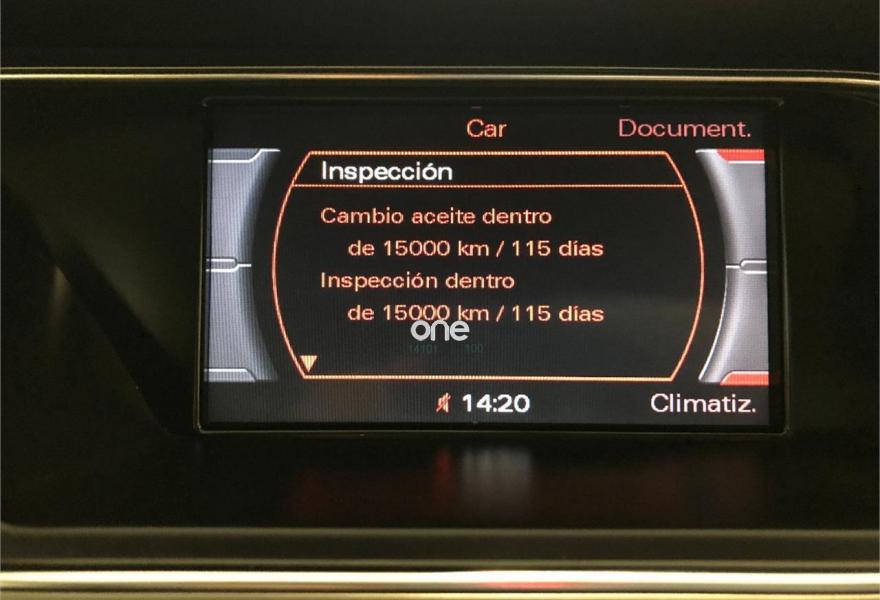 Car
Document.
Inspección
Cambio aceite dentro
de 15000 km / 115 días
Inspección dentro
de 15000 km / 115 días
one
14:20
Climatiz.